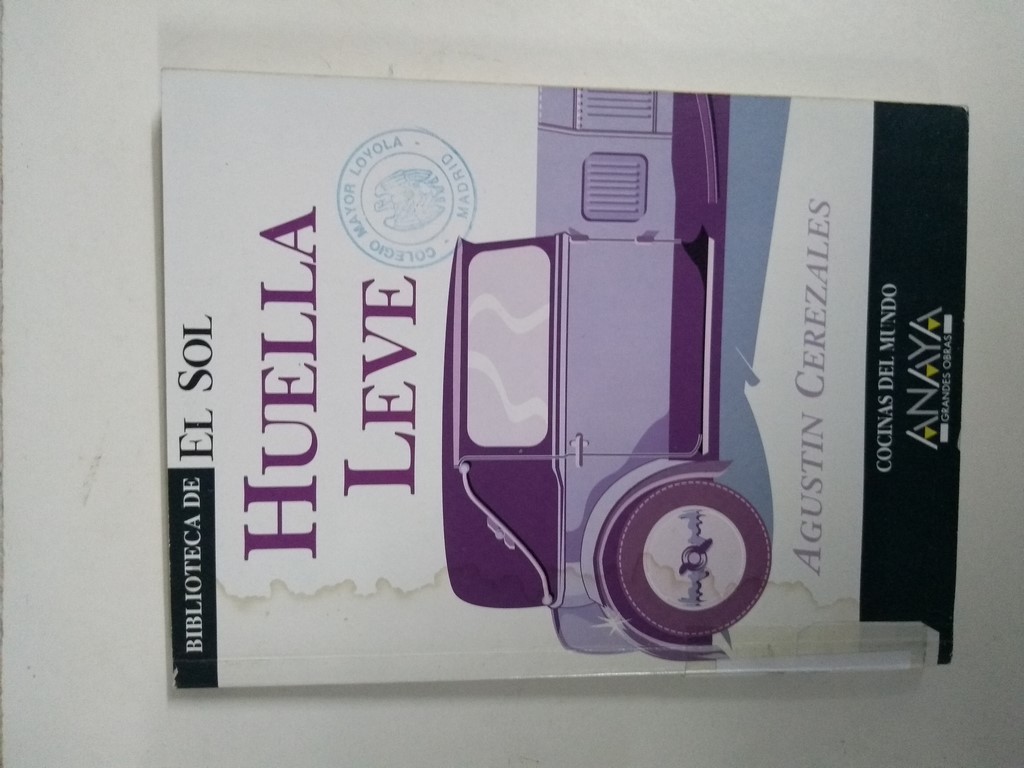 BIBLIOTECA DE EL SOL
HUELLA
LEVE
COLEGIO MAYOR LOYOLA - MADRID -
AGUSTIN CEREZALES
COCINAS DEL MUNDO
ANAYA
GRANDES OBRAS